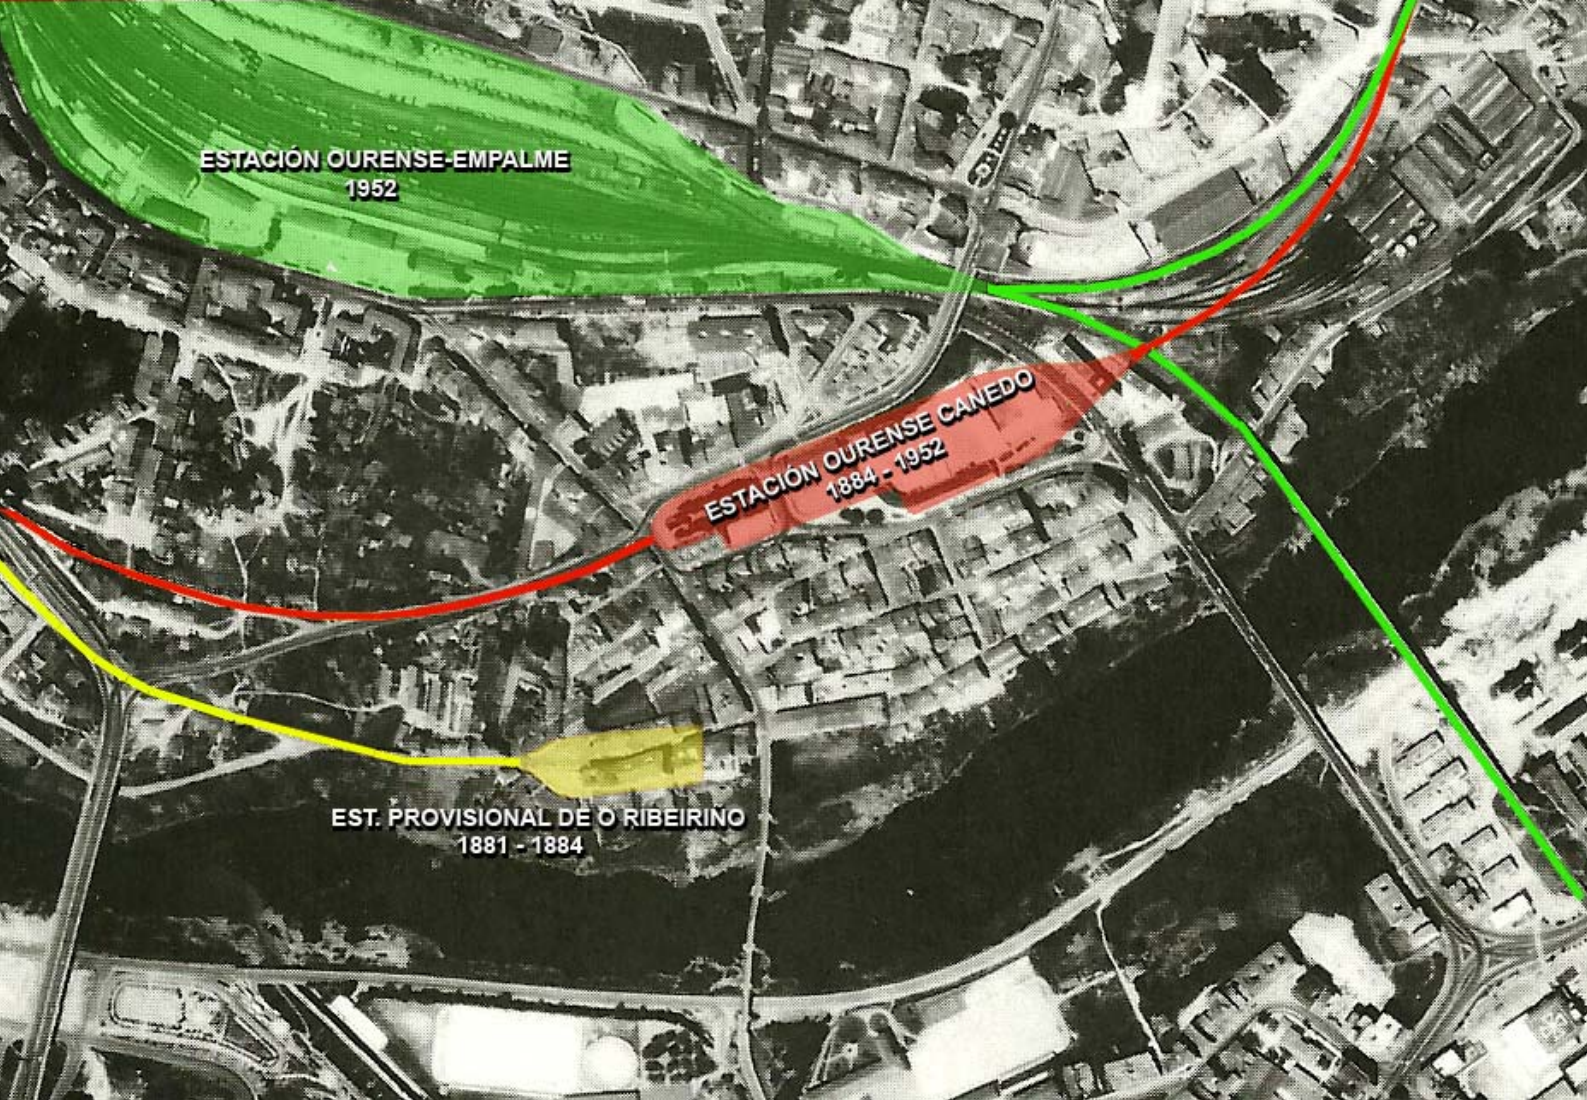 ESTACIÓN OURENSE-EMPALME
1952
ESTACIÓN OURENSE CANEDO
1884 - 1952
EST. PROVISIONAL DE O RIBEIRIÑO
1881 - 1884